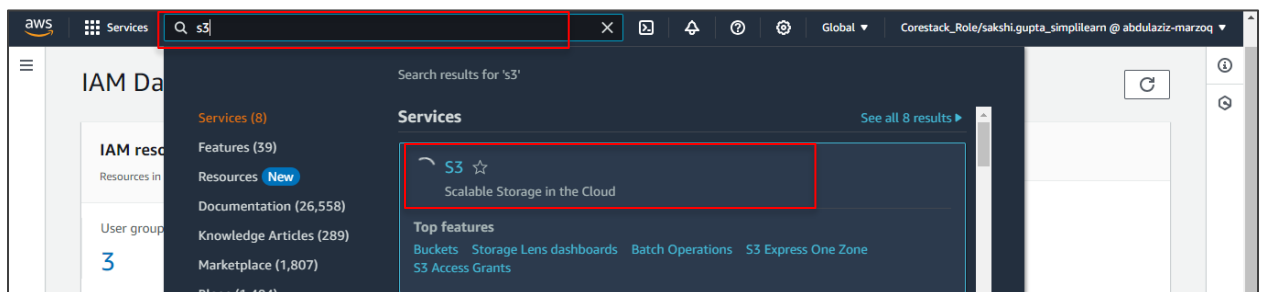 aws Services s3 Global Corestack_Role/sakshi.gupta_simplilearn @ abdulaziz-marzoq
IAM Da
Search results for 's3'
Services (8)
Services
See all 8 results
Features (39)
IAM reso
S3
Resources in
Resources New
Scalable Storage in the Cloud
Documentation (26,558)
User group
Knowledge Articles (289)
Top features
Buckets Storage Lens dashboards Batch Operations S3 Express One Zone
3
Marketplace (1,807)
S3 Access Grants